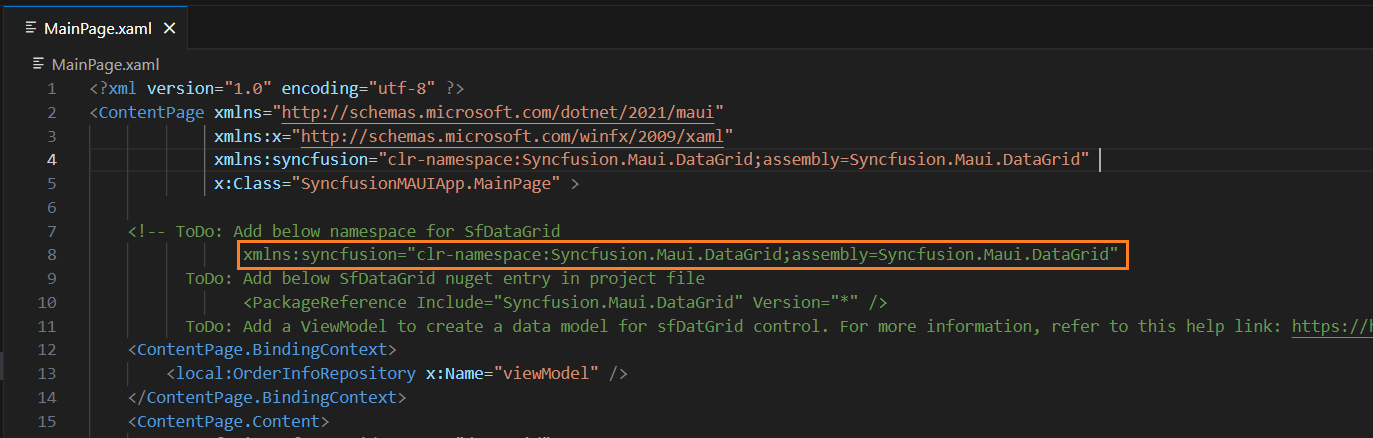 MainPage.xaml ×
MainPage.xaml
1 <?xml version="1.0" encoding="utf-8" ?>
2 <ContentPage xmlns="http://schemas.microsoft.com/dotnet/2021/maui"
3 xmlns:x="http://schemas.microsoft.com/winfx/2009/xaml"
4 xmlns:syncfusion="clr-namespace:Syncfusion.Maui.DataGrid;assembly=Syncfusion.Maui.DataGrid"
5 x:Class="SyncfusionMAUIApp.MainPage" >
6
7 <!-- ToDo: Add below namespace for SfDataGrid
8 xmlns:syncfusion="clr-namespace:Syncfusion.Maui.DataGrid;assembly=Syncfusion.Maui.DataGrid"
9 ToDo: Add below SfDataGrid nuget entry in project file
10 <PackageReference Include="Syncfusion.Maui.DataGrid" Version="*" />
11 ToDo: Add a ViewModel to create a data model for sfDatGrid control. For more information, refer to this help link: https://h
12 <ContentPage.BindingContext>
13 <local:OrderInfoRepository x:Name="viewModel" />
14 </ContentPage.BindingContext>
15 <ContentPage.Content>